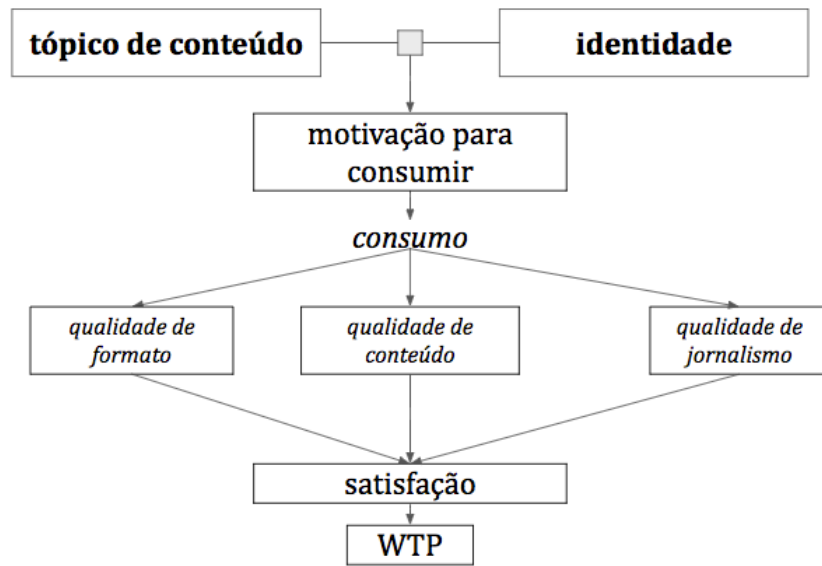 tópico de conteúdo
identidade
motivação para
consumir
consumo
qualidade de
formato
qualidade de
conteúdo
qualidade de
jornalismo
satisfação
WTP